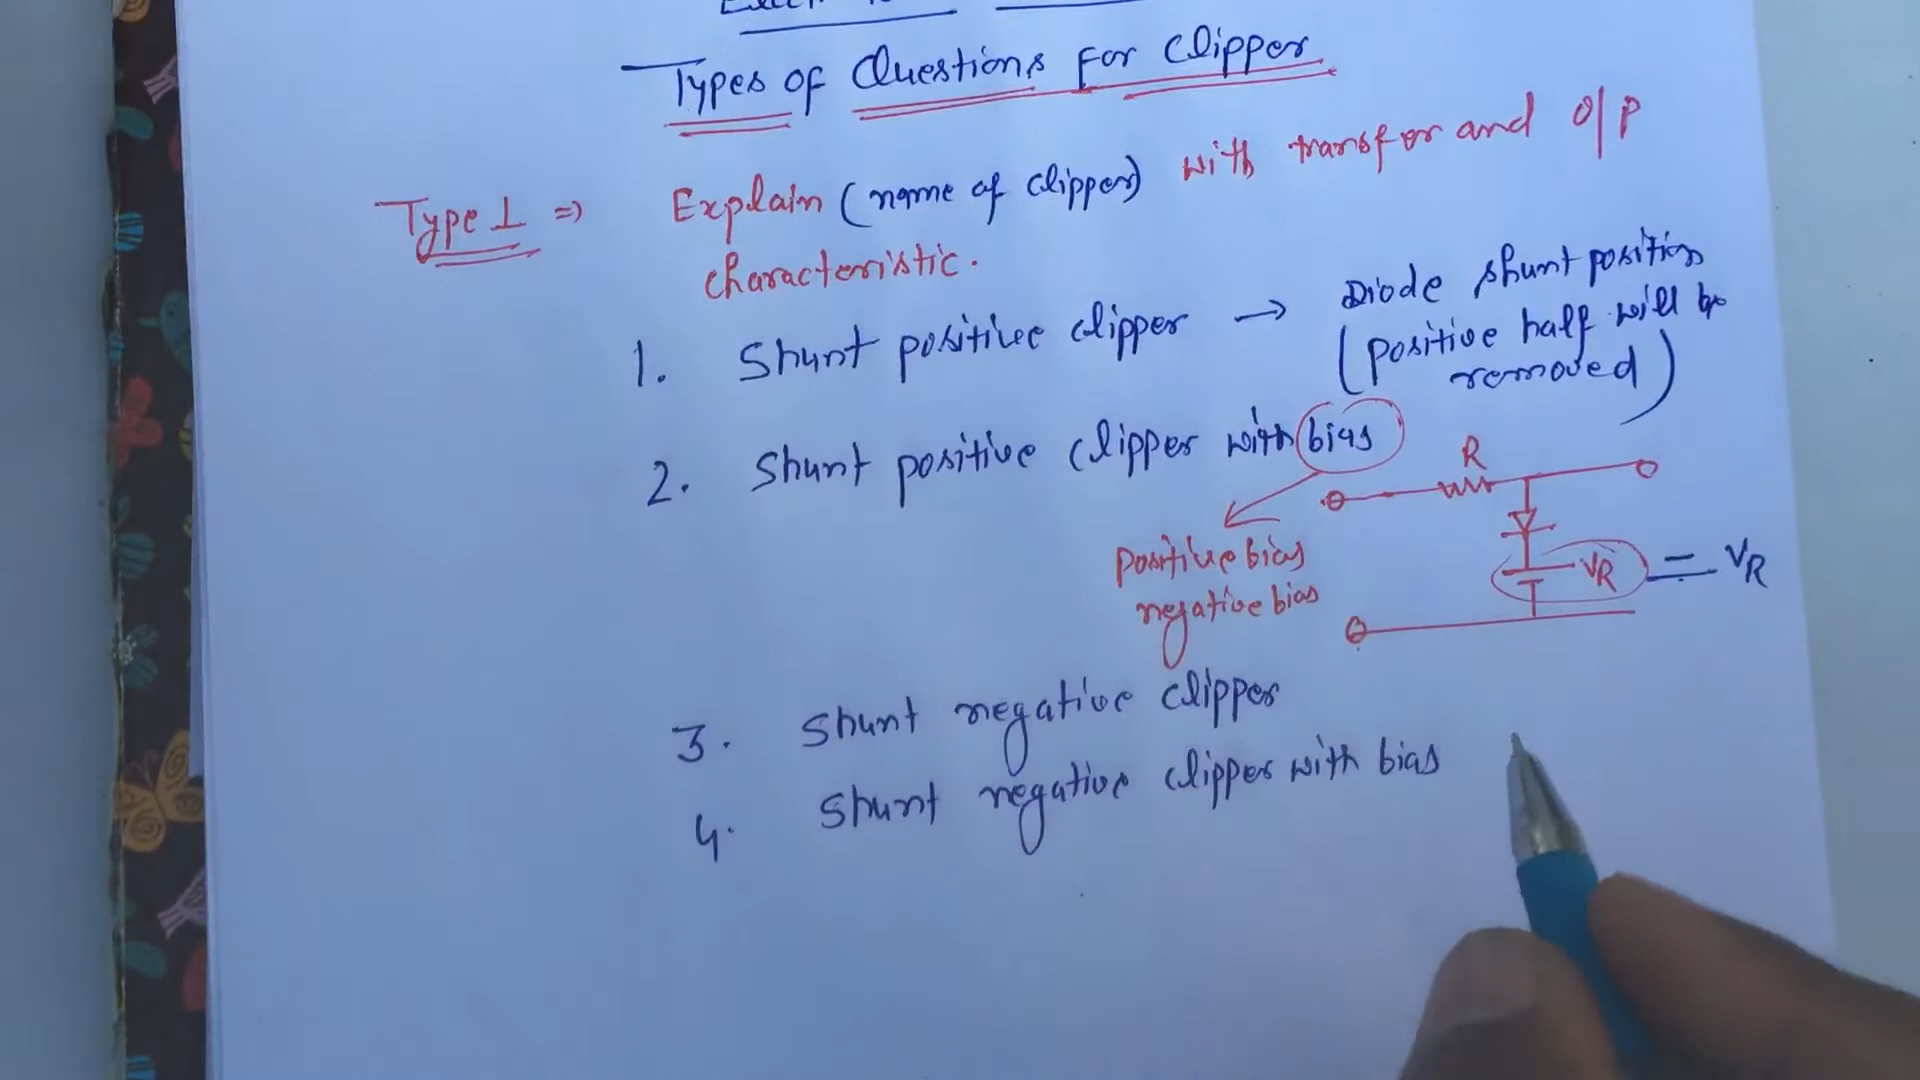 Types of Questions For Clipper
Type 1 ⇒ Explain (name of clipper) with transfer and O/P
characteristic.
1. Shunt positive clipper → Diode shunt position
(positive half will be
removed)
2. Shunt positive clipper with bias
R
Positive bias
negative bias
VR = VR
3. Shunt negative clipper
4. Shunt negative clipper with bias